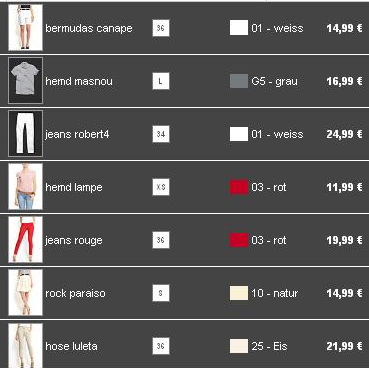 bermudas canape 36 01 - weiss 14,99 €
hemd masnou L G5 - grau 16,99 €
jeans robert4 34 01 - weiss 24,99 €
hemd lampe XS 03 - rot 11,99 €
jeans rouge 36 03 - rot 19,99 €
rock paraiso S 10 - natur 14,99 €
hose luleta 36 25 - Eis 21,99 €